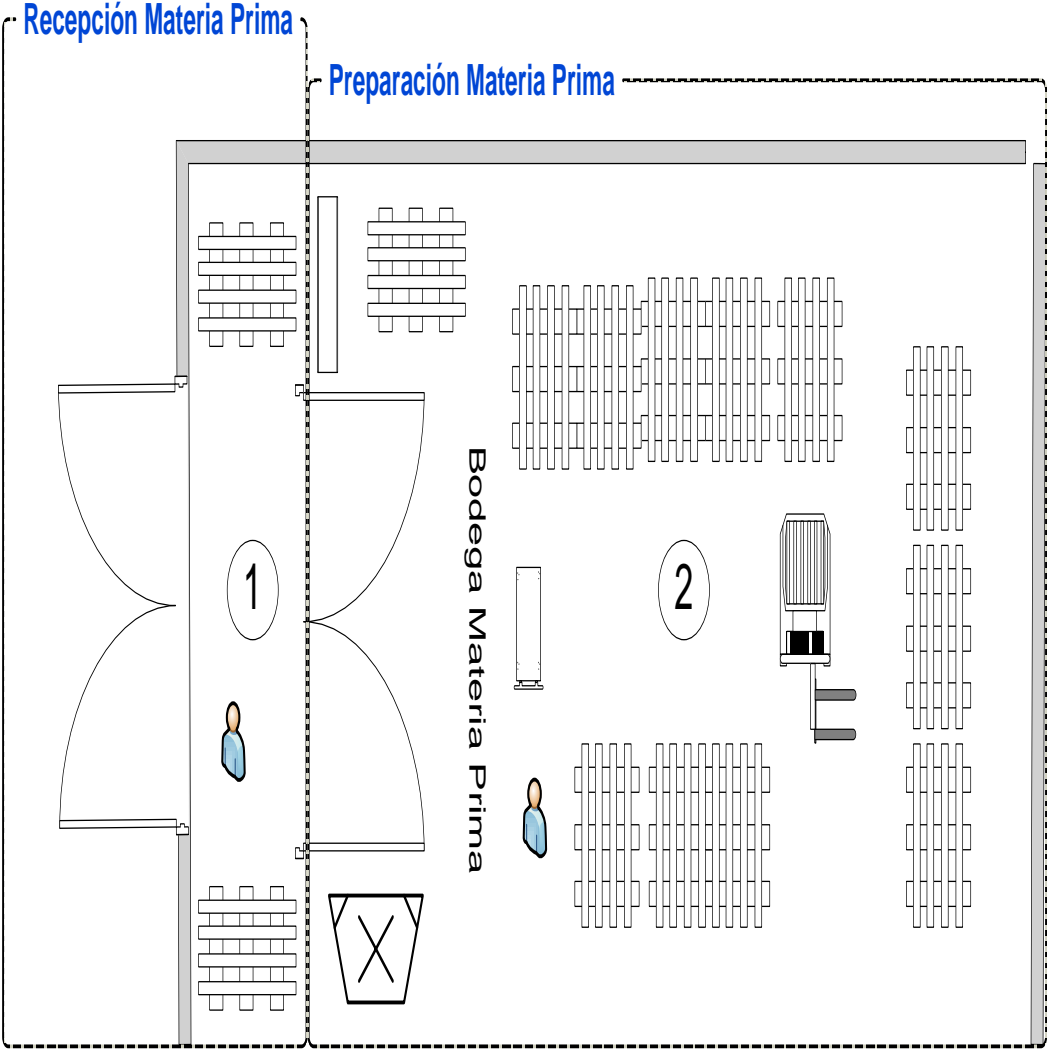 Recepción Materia Prima
Preparación Materia Prima
Bodega Materia Prima
1
2